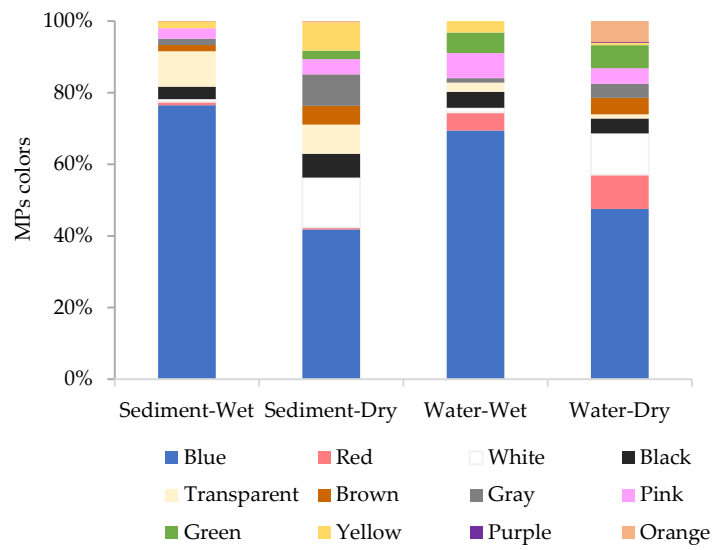 100%
80%
60%
40%
20%
0%
MPs colors
Sediment-Wet Sediment-Dry Water-Wet Water-Dry
Blue Red White Black
Transparent Brown Gray Pink
Green Yellow Purple Orange